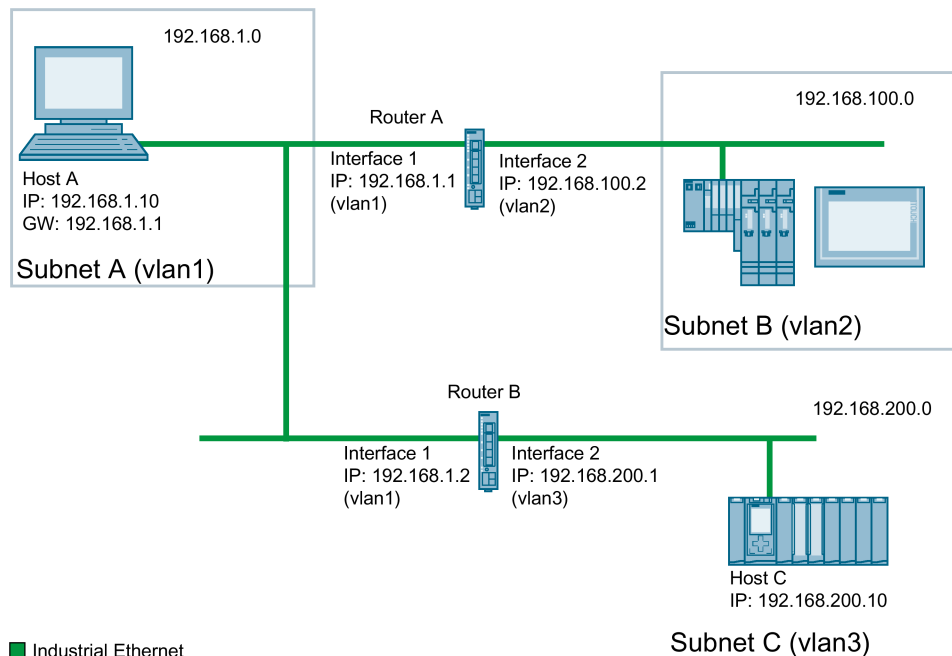 192.168.1.0
Host A
IP: 192.168.1.10
GW: 192.168.1.1
Subnet A (vlan1)
Router A
Interface 1
IP: 192.168.1.1
(vlan1)
Interface 2
IP: 192.168.100.2
(vlan2)
192.168.100.0
Subnet B (vlan2)
Router B
Interface 1
IP: 192.168.1.2
(vlan1)
Interface 2
IP: 192.168.200.1
(vlan3)
192.168.200.0
Host C
IP: 192.168.200.10
Subnet C (vlan3)
Industrial Ethernet